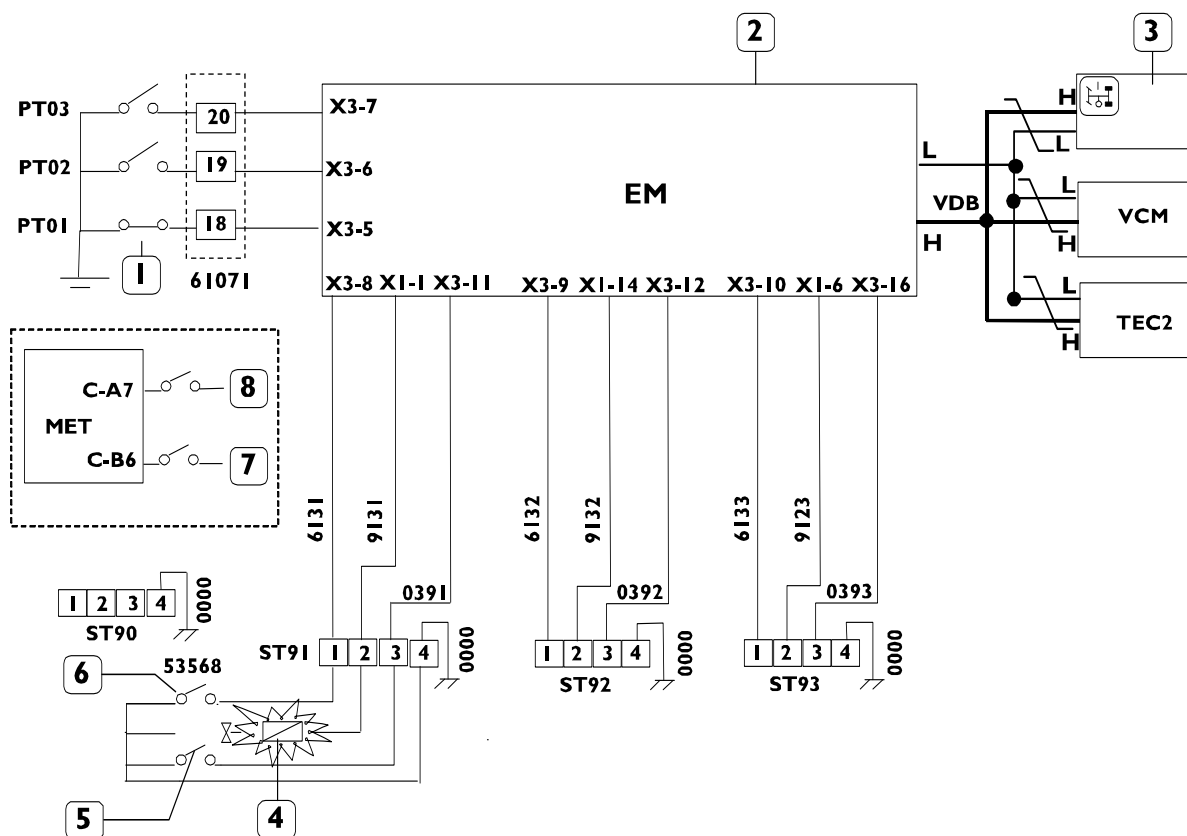 2
3
PT03
20
X3-7
H
L
PT02
19
X3-6
EM
L
VDB
H
L
H
VCM
PT01
18
X3-5
1
61071
X3-8 X1-1 X3-11 X3-9 X1-14 X3-12 X3-10 X1-6 X3-16
L
H
TEC2
MET
C-A7
8
C-B6
7
6131
9131
0391
6132
9132
0392
6133
9123
0393
1 2 3 4
0000
ST90
ST91
1 2 3 4
0000
1 2 3 4
0000
ST92
1 2 3 4
0000
ST93
6
53568
5
4